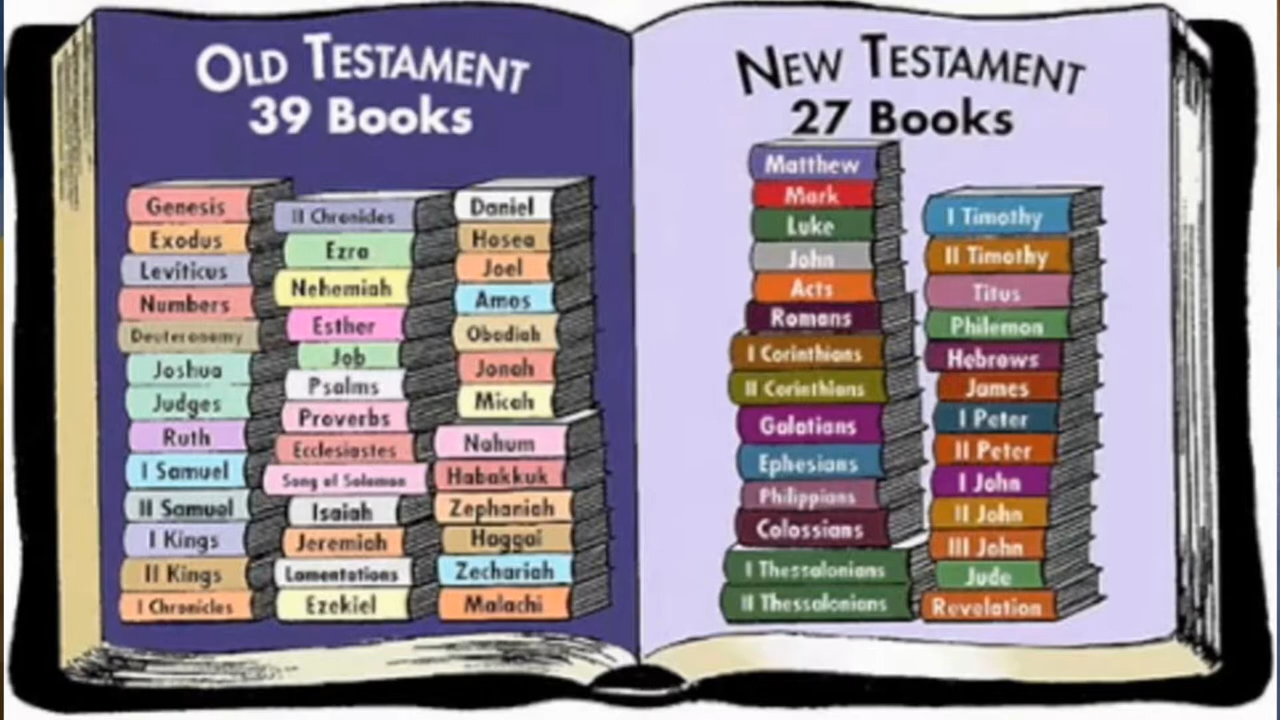 OLD TESTAMENT
39 Books
Genesis
Exodus
Leviticus
Numbers
Deuteronomy
Joshua
Judges
Ruth
I Samuel
II Samuel
I Kings
II Kings
I Chronicles
II Chronicles
Ezra
Nehemiah
Esther
Job
Psalms
Proverbs
Ecclesiastes
Song of Solomon
Isaiah
Jeremiah
Lamentations
Ezekiel
Daniel
Hosea
Joel
Amos
Obadiah
Jonah
Micah
Nahum
Habakkuk
Zephaniah
Haggai
Zechariah
Malachi
NEW TESTAMENT
27 Books
Matthew
Mark
Luke
John
Acts
Romans
I Corinthians
II Corinthians
Galatians
Ephesians
Philippians
Colossians
I Thessalonians
II Thessalonians
I Timothy
II Timothy
Titus
Philemon
Hebrews
James
I Peter
II Peter
I John
II John
III John
Jude
Revelation